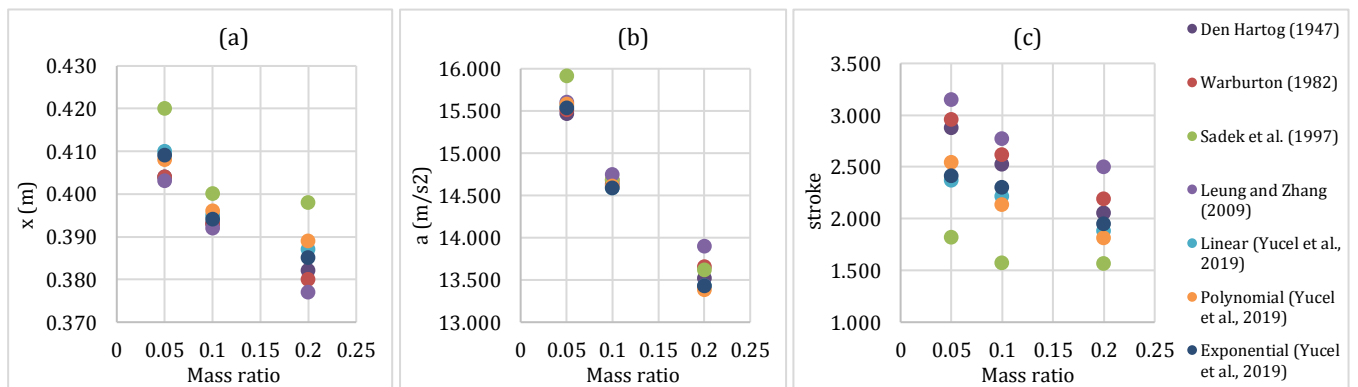 (a)
0.430
0.420
0.410
0.400
0.390
0.380
0.370
x (m)
0 0.05 0.1 0.15 0.2 0.25
Mass ratio
(b)
16.000
15.500
15.000
14.500
14.000
13.500
13.000
a (m/s2)
0 0.05 0.1 0.15 0.2 0.25
Mass ratio
(c)
3.500
3.000
2.500
2.000
1.500
1.000
stroke
0 0.05 0.1 0.15 0.2 0.25
Mass ratio
Den Hartog (1947)
Warburton (1982)
Sadek et al. (1997)
Leung and Zhang
(2009)
Linear (Yucel et al.,
2019)
Polynomial (Yucel
et al., 2019)
Exponential (Yucel
et al., 2019)